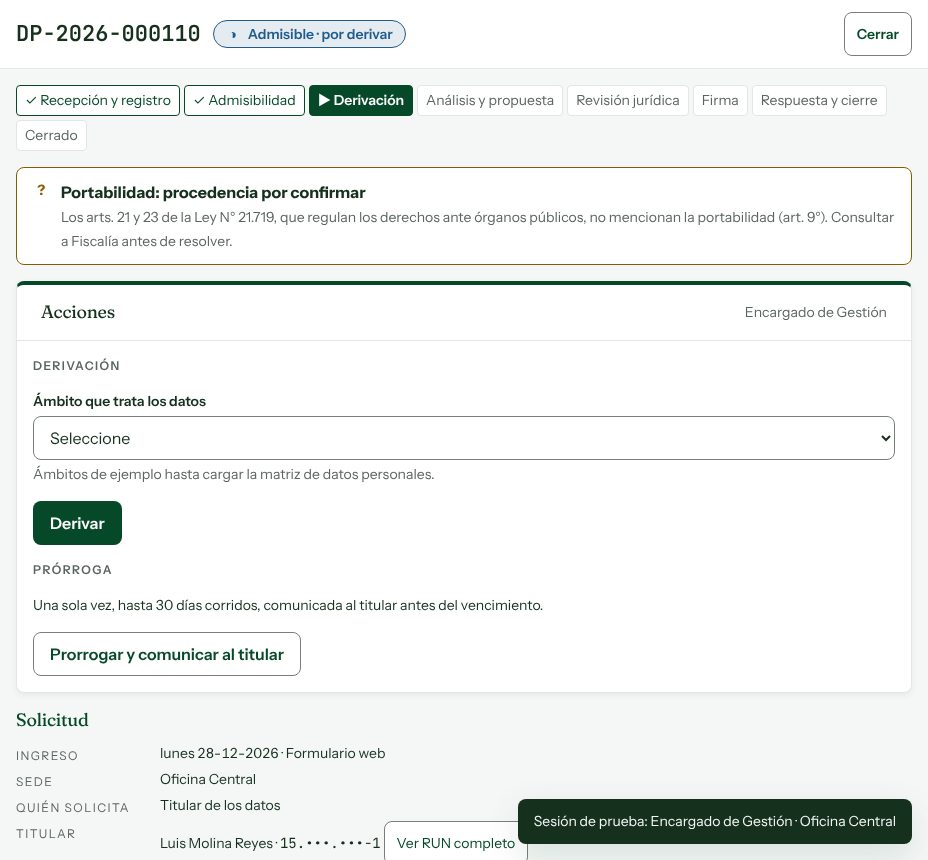 DP-2026-000110
Admisible · por derivar
Cerrar
✓ Recepción y registro
✓ Admisibilidad
▶ Derivación
Análisis y propuesta
Revisión jurídica
Firma
Respuesta y cierre
Cerrado
? Portabilidad: procedencia por confirmar
Los arts. 21 y 23 de la Ley N° 21.719, que regulan los derechos ante órganos públicos, no mencionan la portabilidad (art. 9°). Consultar
a Fiscalía antes de resolver.
Acciones
Encargado de Gestión
DERIVACIÓN
Ámbito que trata los datos
Seleccione
Ámbitos de ejemplo hasta cargar la matriz de datos personales.
Derivar
PRÓRROGA
Una sola vez, hasta 30 días corridos, comunicada al titular antes del vencimiento.
Prorrogar y comunicar al titular
Solicitud
INGRESO lunes 28-12-2026 · Formulario web
SEDE Oficina Central
QUIÉN SOLICITA Titular de los datos
TITULAR Luis Molina Reyes · 15.•••.•••-1 Ver RUN completo
Sesión de prueba: Encargado de Gestión · Oficina Central